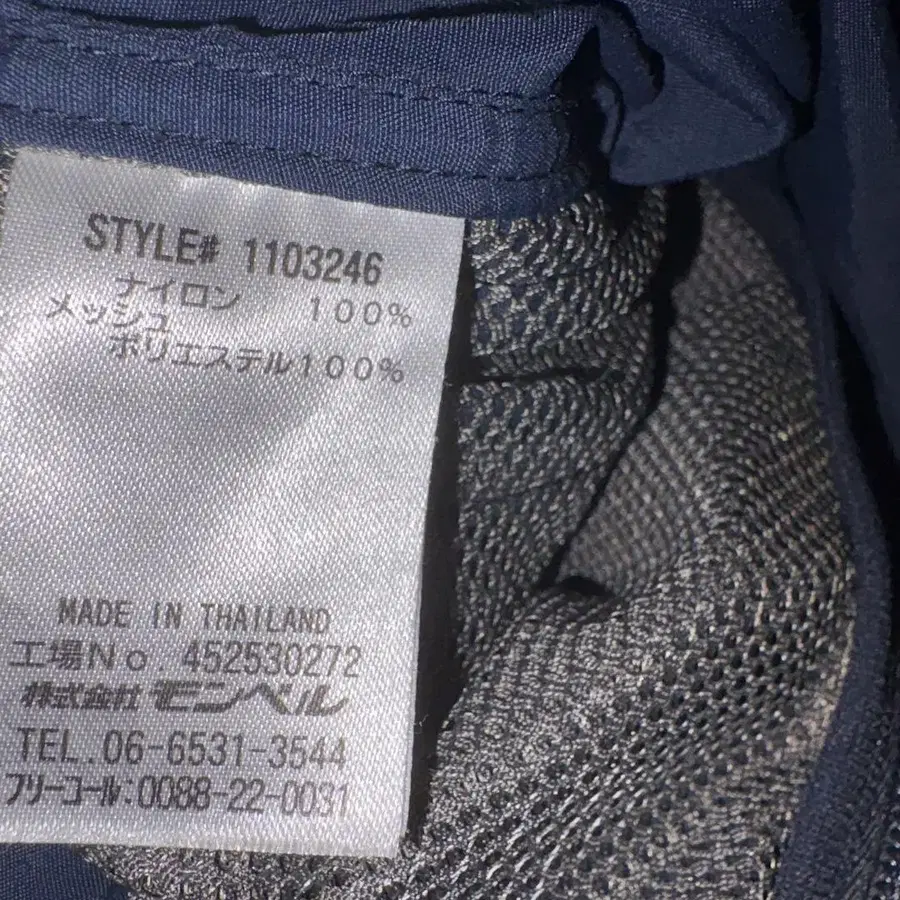 STYLE# 1103246
ナイロン 100%
メッシュ
ポリエステル100%
MADE IN THAILAND
工場No. 452530272
株式会社 モンベル
TEL.06-6531-3544
フリーコール:0088-22-0031